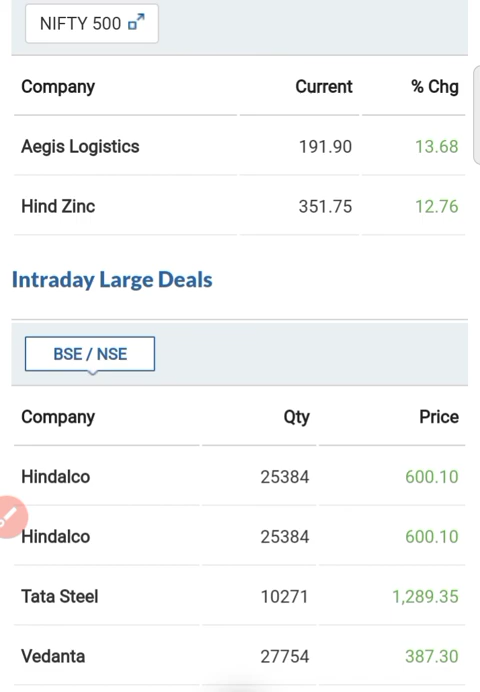 NIFTY 500
Company Current % Chg
Aegis Logistics 191.90 13.68
Hind Zinc 351.75 12.76
Intraday Large Deals
BSE / NSE
Company Qty Price
Hindalco 25384 600.10
Hindalco 25384 600.10
Tata Steel 10271 1,289.35
Vedanta 27754 387.30